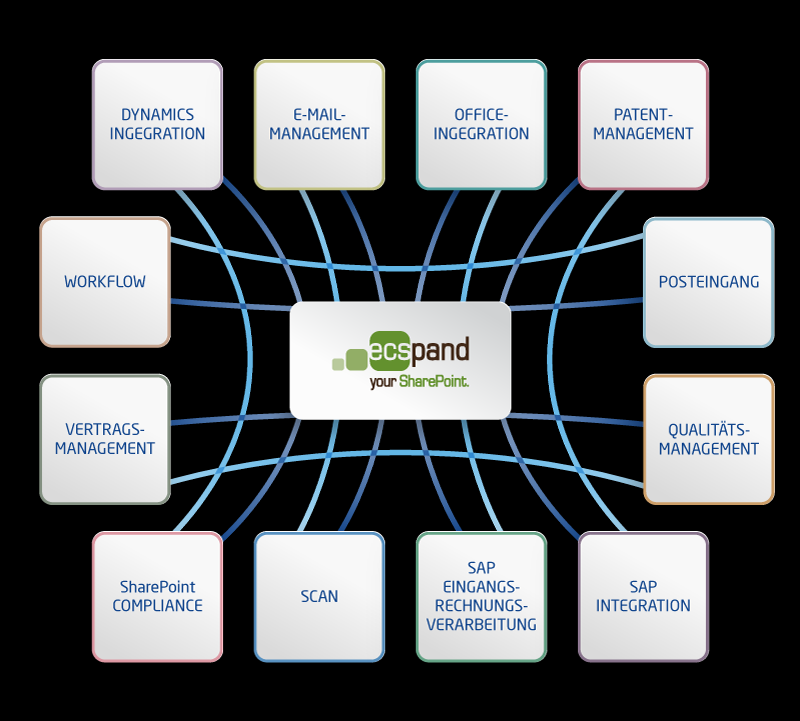 DYNAMICS
INGEGRATION
E-MAIL-
MANAGEMENT
OFFICE-
INGEGRATION
PATENT-
MANAGEMENT
WORKFLOW
POSTEINGANG
ecspand
your SharePoint.
VERTRAGS-
MANAGEMENT
QUALITÄTS-
MANAGEMENT
SharePoint
COMPLIANCE
SCAN
SAP
EINGANGS-
RECHNUNGS-
VERARBEITUNG
SAP
INTEGRATION